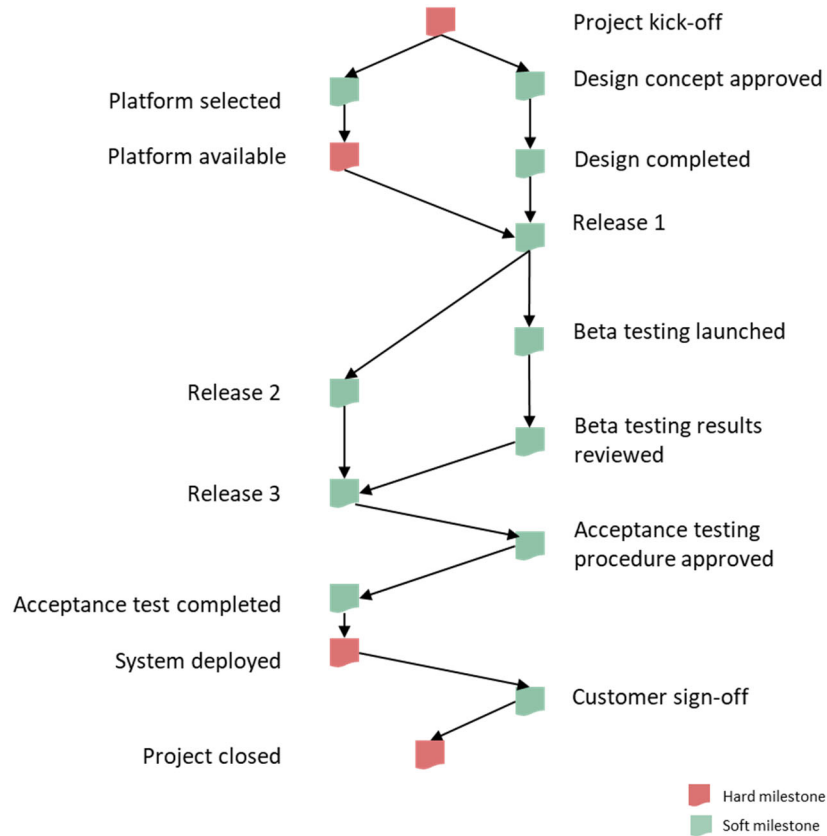 Project kick-off
Design concept approved
Platform selected
Platform available
Design completed
Release 1
Beta testing launched
Release 2
Beta testing results
reviewed
Release 3
Acceptance testing
procedure approved
Acceptance test completed
System deployed
Customer sign-off
Project closed
Hard milestone
Soft milestone